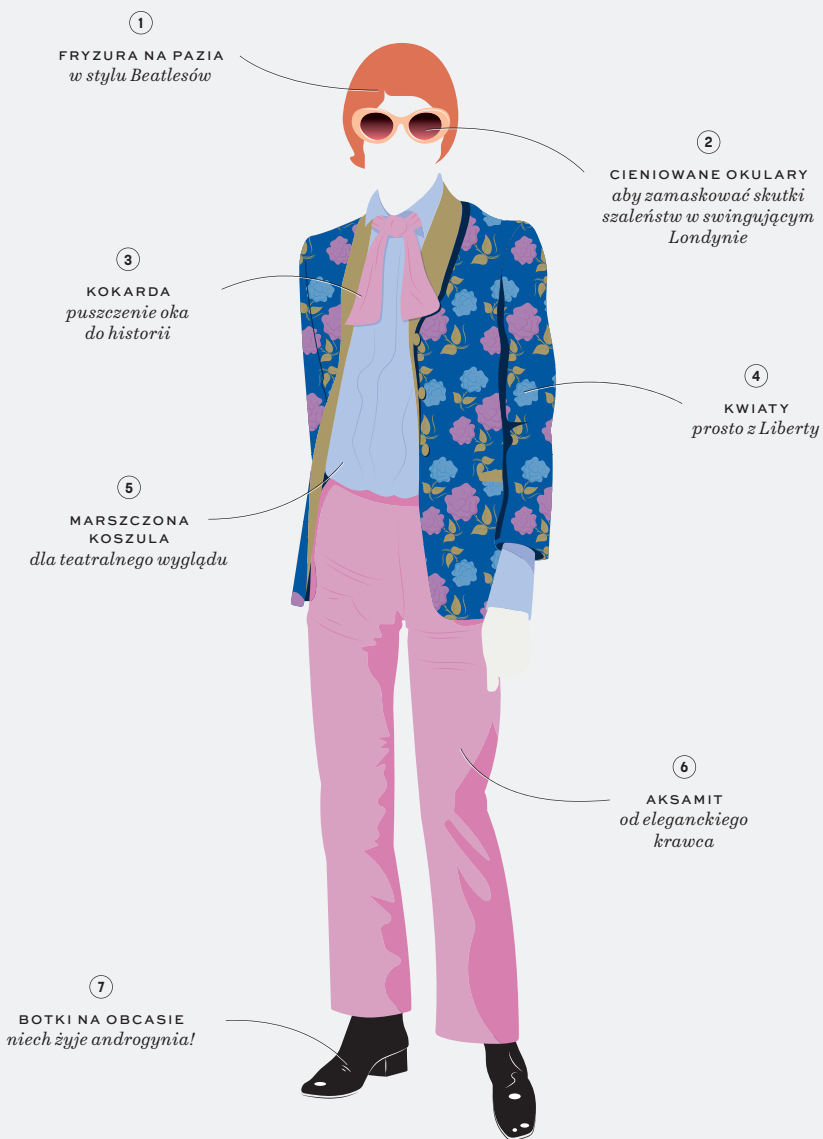 1
FRYZURA NA PAZIA
w stylu Beatlesów
2
CIENIOWANE OKULARY
aby zamaskować skutki
szaleństw w swingującym
Londynie
3
KOKARDA
puszczenie oka
do historii
4
KWIATY
prosto z Liberty
5
MARSZCZONA
KOSZULA
dla teatralnego wyglądu
6
AKSAMIT
od eleganckiego
krawca
7
BOTKI NA OBCASIE
niech żyje androgynia!